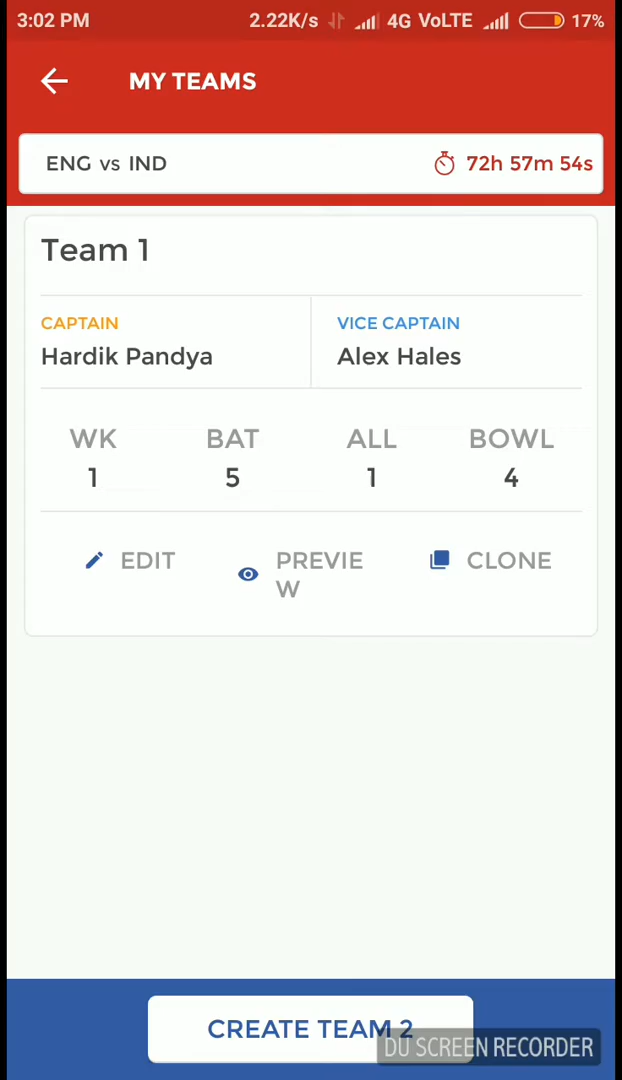 3:02 PM 2.22K/s 4G VoLTE 17%
MY TEAMS
ENG vs IND 72h 57m 54s
Team 1
CAPTAIN VICE CAPTAIN
Hardik Pandya Alex Hales
WK BAT ALL BOWL
1 5 1 4
EDIT PREVIE CLONE
W
CREATE TEAM 2
DU SCREEN RECORDER